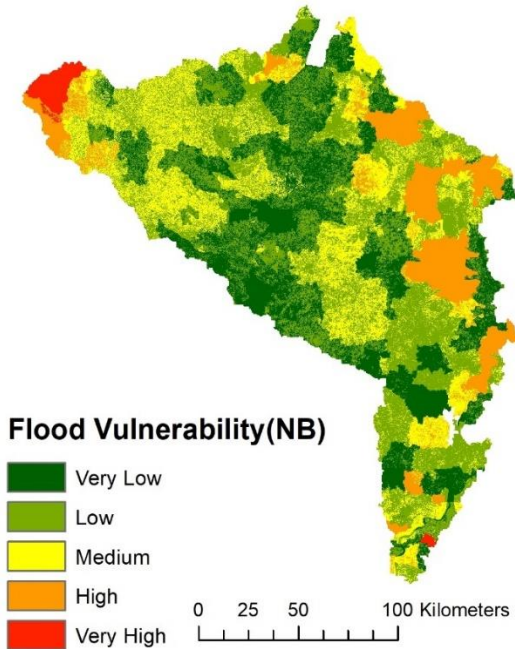 Flood Vulnerability(NB)
Very Low
Low
Medium
High
Very High
0 25 50 100 Kilometers